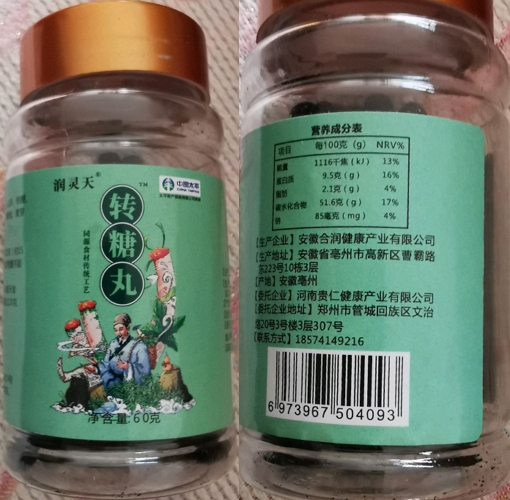 润灵天®
TM
中国太平
转糖丸
同源食材传统工艺
净含量:60克
营养成分表
项目 每100克(g) NRV%
能量 1116千焦(kJ) 13%
蛋白质 9.5克(g) 16%
脂肪 2.1克(g) 4%
碳水化合物 51.6克(g) 17%
钠 85毫克(mg) 4%
【生产企业】安徽合润健康产业有限公司
【生产地址】安徽省亳州市高新区曹霸路
东223号10栋3层
【产地】安徽亳州
【委托企业】河南贵仁健康产业有限公司
【委托企业地址】郑州市管城回族区文治
路20号3号楼3层307号
【联系方式】18574149216
6 973967 504093